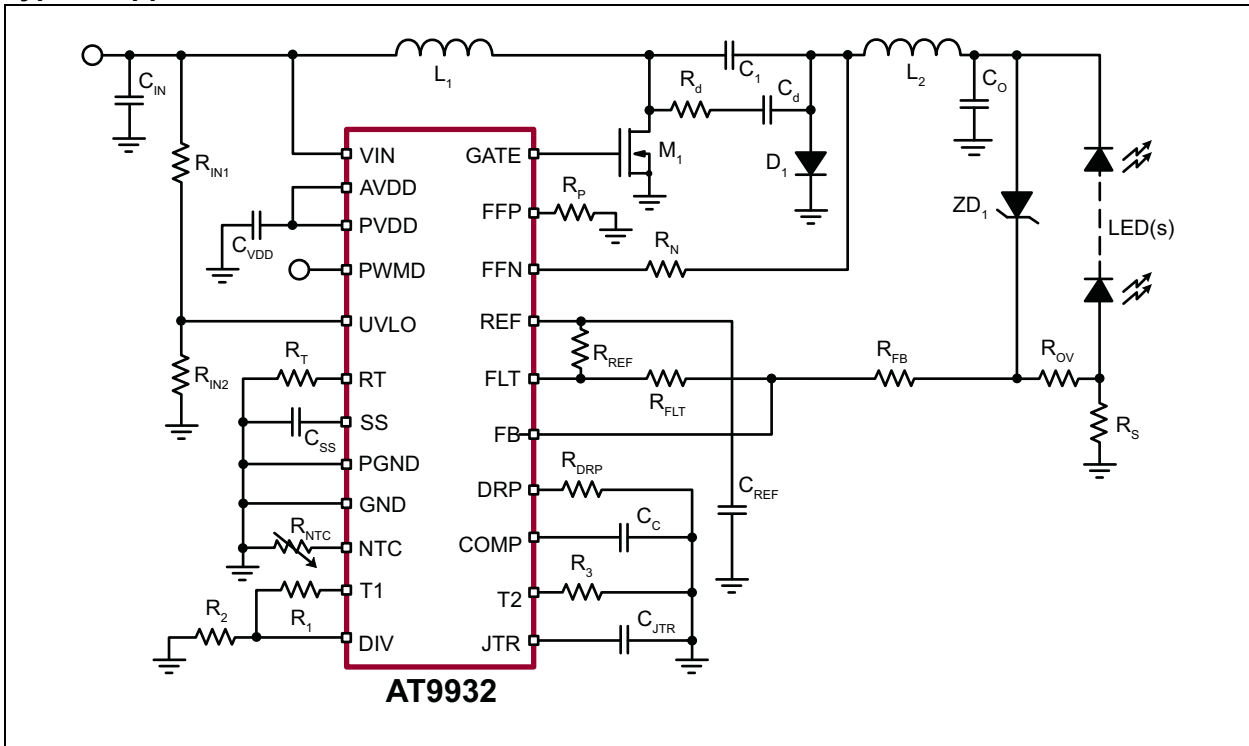 L1
C1
L2
CIN
Rd
Cd
CO
RIN1
VIN
GATE
M1
D1
AVDD
FFP
RP
ZD1
LED(s)
CVDD
PVDD
RN
PWMD
FFN
UVLO
REF
RREF
RT
RFB
ROV
RIN2
RT
FLT
RFLT
SS
CSS
FB
RS
PGND
RDRP
DRP
CREF
GND
CC
RNTC
NTC
COMP
T1
R3
T2
R2
R1
CJTR
DIV
JTR
AT9932